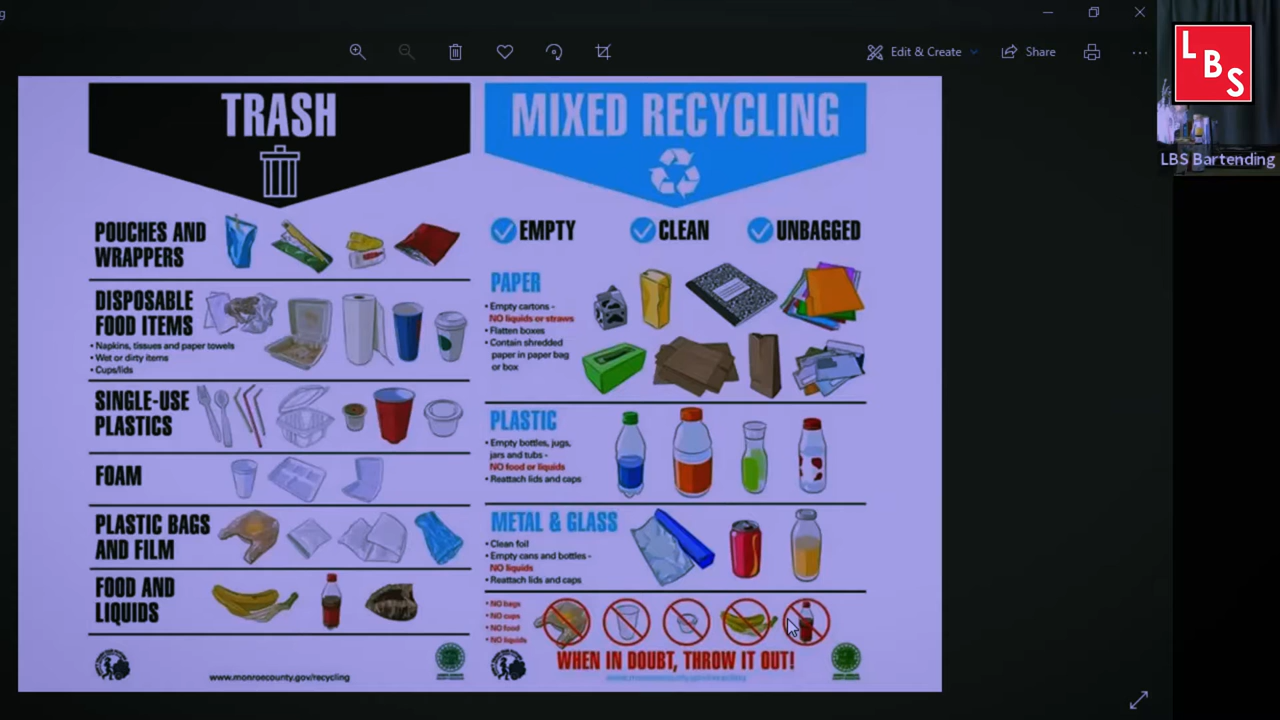 g
Edit & Create
Share
LBS
LBS Bartending
TRASH
POUCHES AND
WRAPPERS
DISPOSABLE
FOOD ITEMS
• Napkins, tissues and paper towels
• Wet or dirty items
• Cups/lids
SINGLE-USE
PLASTICS
FOAM
PLASTIC BAGS
AND FILM
FOOD AND
LIQUIDS
www.monroecounty.gov/recycling
MIXED RECYCLING
EMPTY CLEAN UNBAGGED
PAPER
• Empty cartons -
NO liquids or straws
• Flatten boxes
• Contain shredded
paper in paper bag
or box
PLASTIC
• Empty bottles, jugs,
jars and tubs -
NO food or liquids
• Reattach lids and caps
METAL & GLASS
• Clean foil
• Empty cans and bottles -
NO liquids
• Reattach lids and caps
• NO bags
• NO cups
• NO food
• NO liquids
WHEN IN DOUBT, THROW IT OUT!
www.monroecounty.gov/recycling